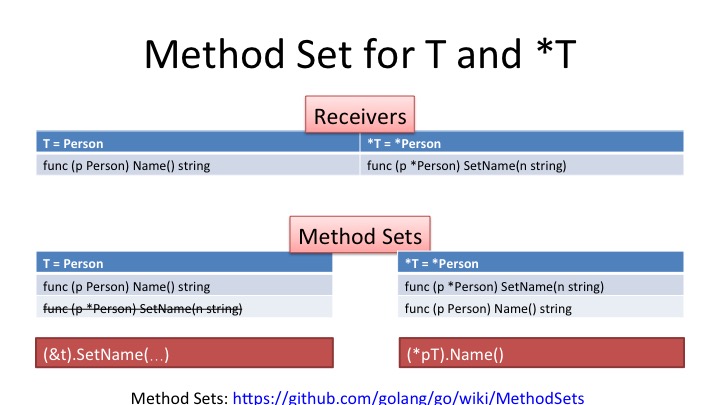 Method Set for T and *T
Receivers
T = Person
*T = *Person
func (p Person) Name() string
func (p *Person) SetName(n string)
Method Sets
T = Person
*T = *Person
func (p Person) Name() string
func (p *Person) SetName(n string)
func (p *Person) SetName(n string)
func (p Person) Name() string
(&t).SetName(...)
(*pT).Name()
Method Sets: https://github.com/golang/go/wiki/MethodSets